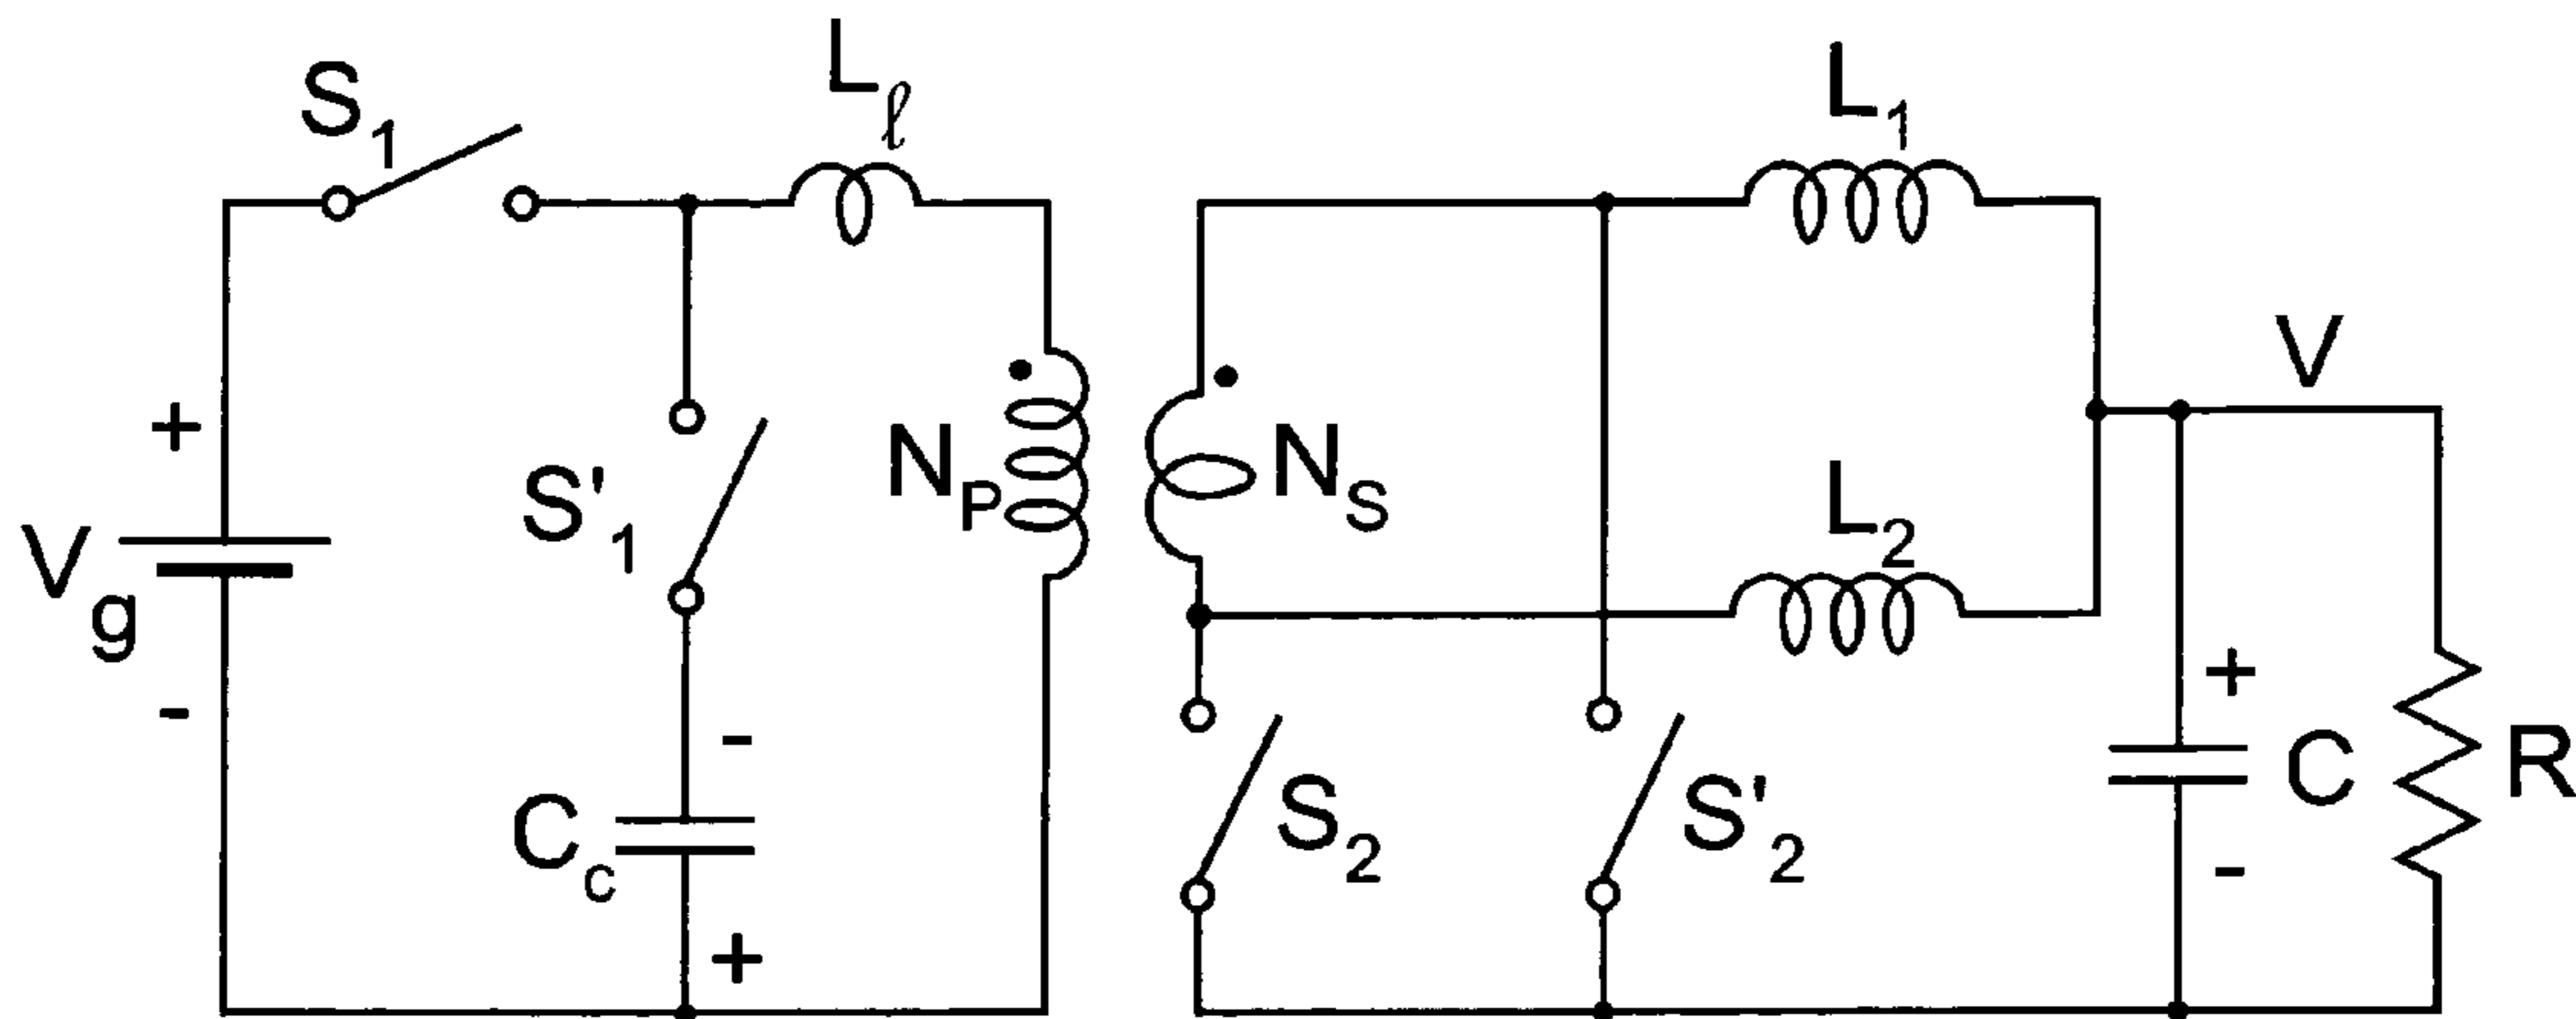 S1
Lℓ
L1
+
Vg
-
S'1
NP
NS
L2
V
-
Cc
+
S2
S'2
+
C
-
R